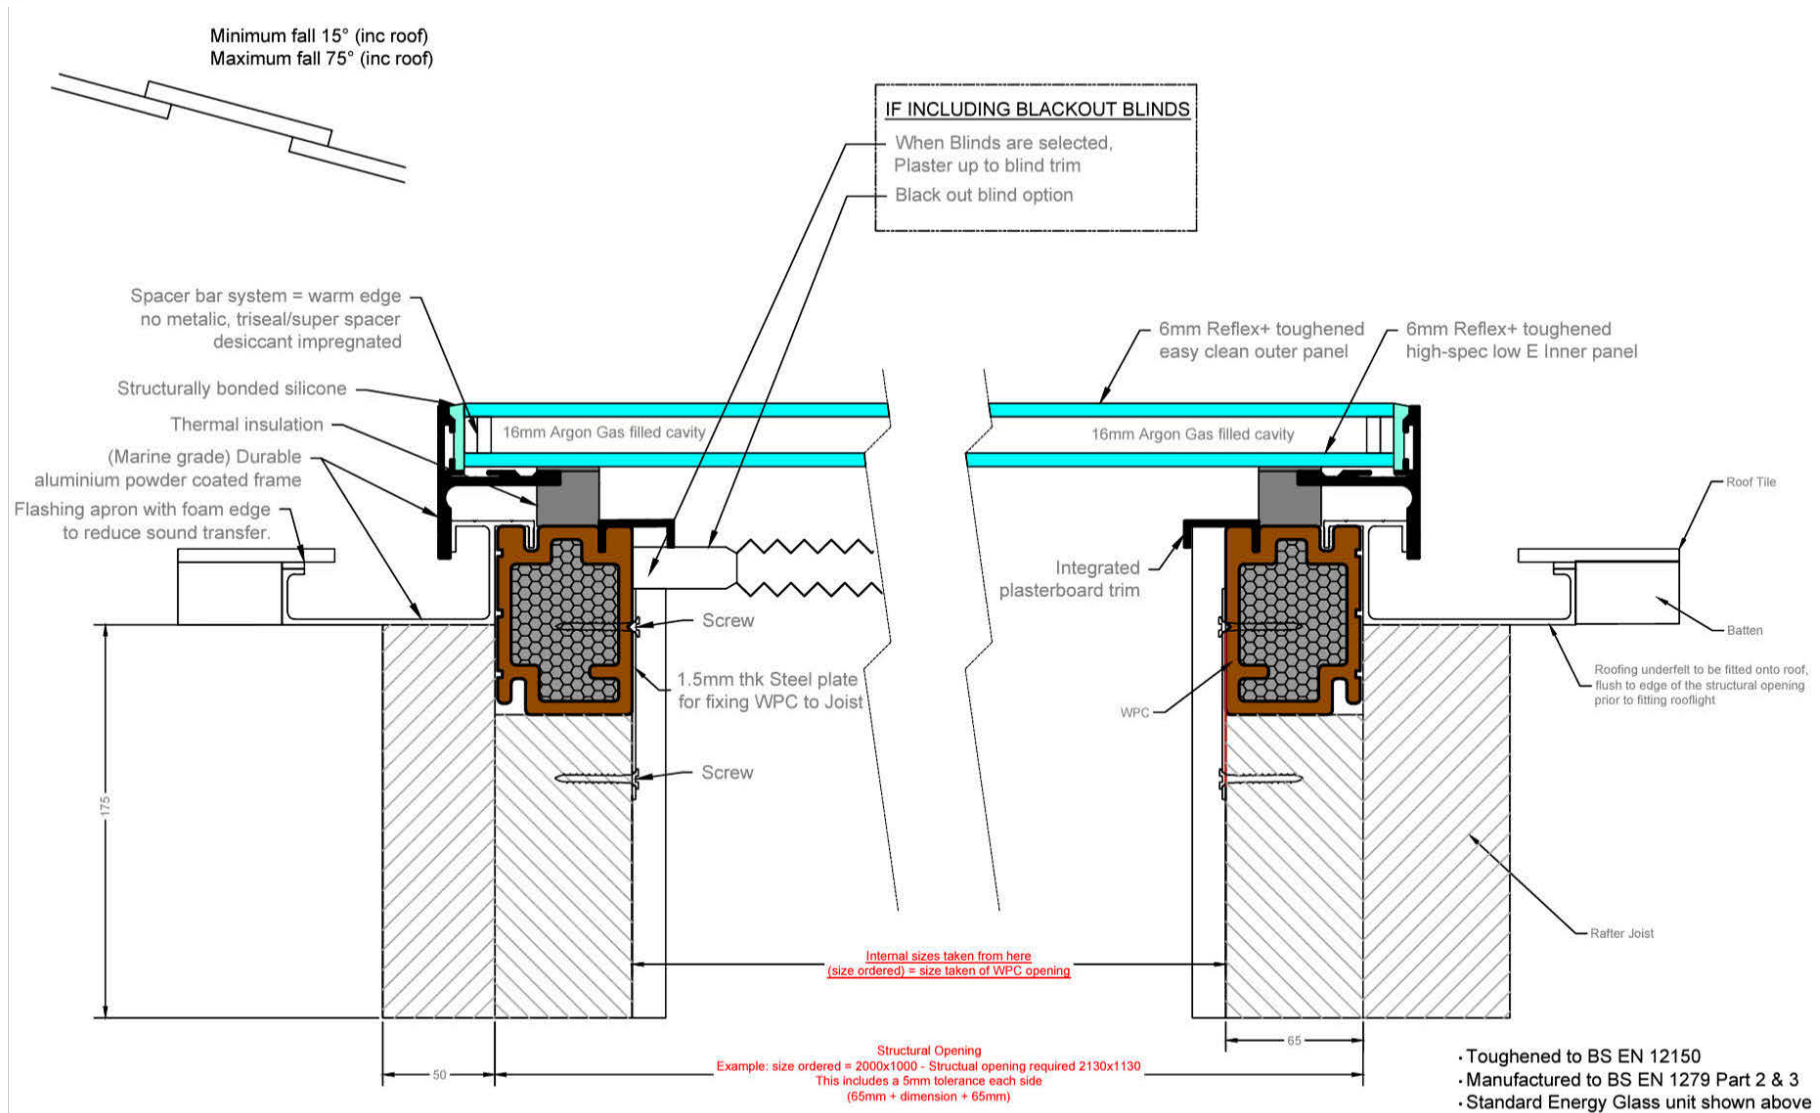 Minimum fall 15° (inc roof)
Maximum fall 75° (inc roof)
IF INCLUDING BLACKOUT BLINDS
When Blinds are selected,
Plaster up to blind trim
Black out blind option
Spacer bar system = warm edge
no metalic, triseal/super spacer
desiccant impregnated
Structurally bonded silicone
Thermal insulation
(Marine grade) Durable
aluminium powder coated frame
Flashing apron with foam edge
to reduce sound transfer.
6mm Reflex+ toughened
easy clean outer panel
6mm Reflex+ toughened
high-spec low E Inner panel
16mm Argon Gas filled cavity
16mm Argon Gas filled cavity
Roof Tile
Integrated
plasterboard trim
Screw
Batten
1.5mm thk Steel plate
for fixing WPC to Joist
WPC
Roofing underfelt to be fitted onto roof,
flush to edge of the structural opening
prior to fitting rooflight
Screw
175
Rafter Joist
Internal sizes taken from here
(size ordered) = size taken of WPC opening
65
50
Structural Opening
Example: size ordered = 2000x1000 - Structual opening required 2130x1130
This includes a 5mm tolerance each side
(65mm + dimension + 65mm)
· Toughened to BS EN 12150
· Manufactured to BS EN 1279 Part 2 & 3
· Standard Energy Glass unit shown above